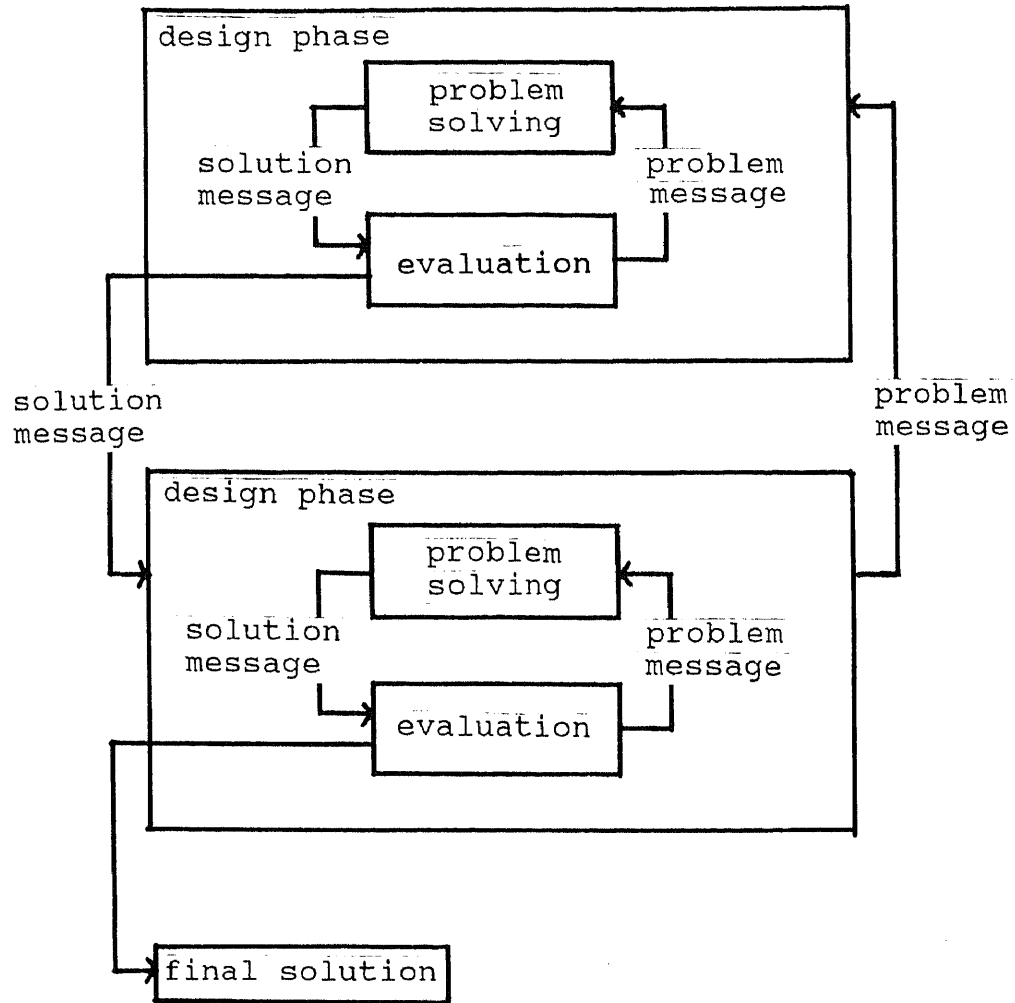 design phase
problem
solving
solution
message
problem
message
evaluation
solution
message
problem
message
design phase
problem
solving
solution
message
problem
message
evaluation
final solution